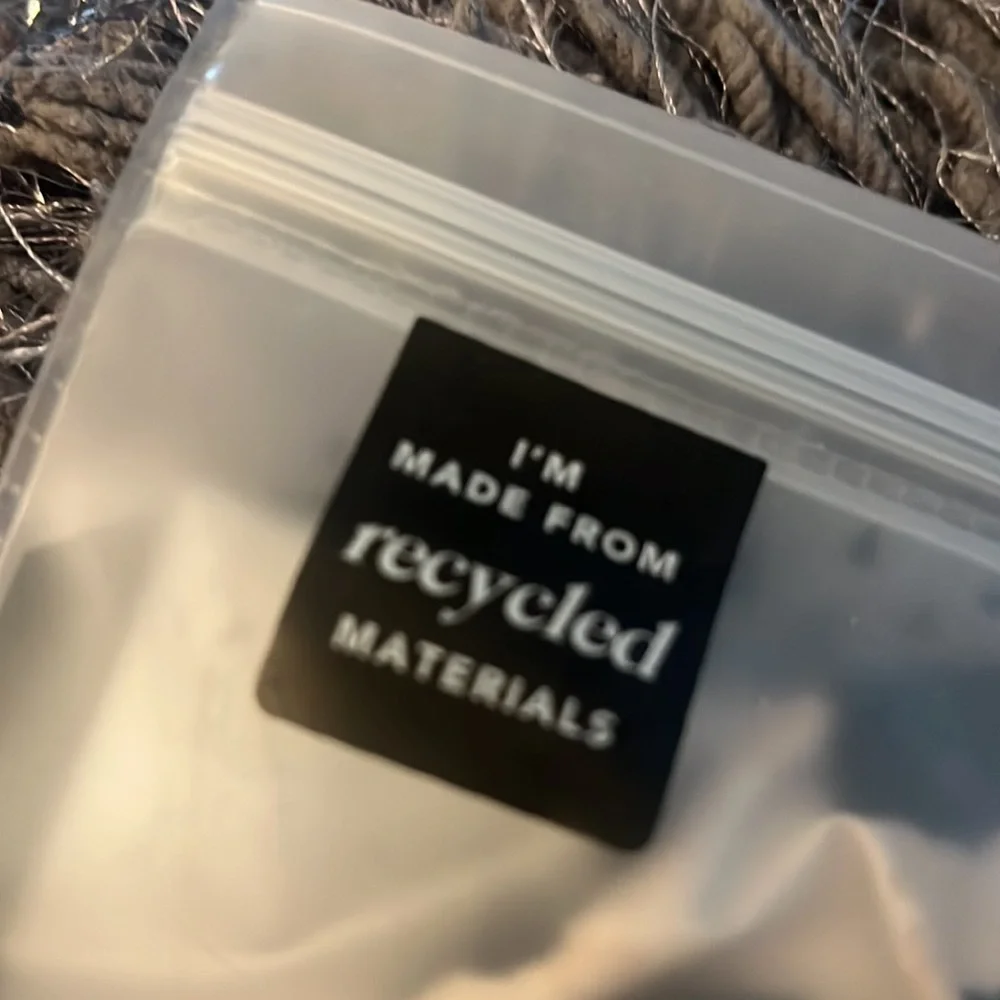 I'M
MADE FROM
recycled
MATERIALS